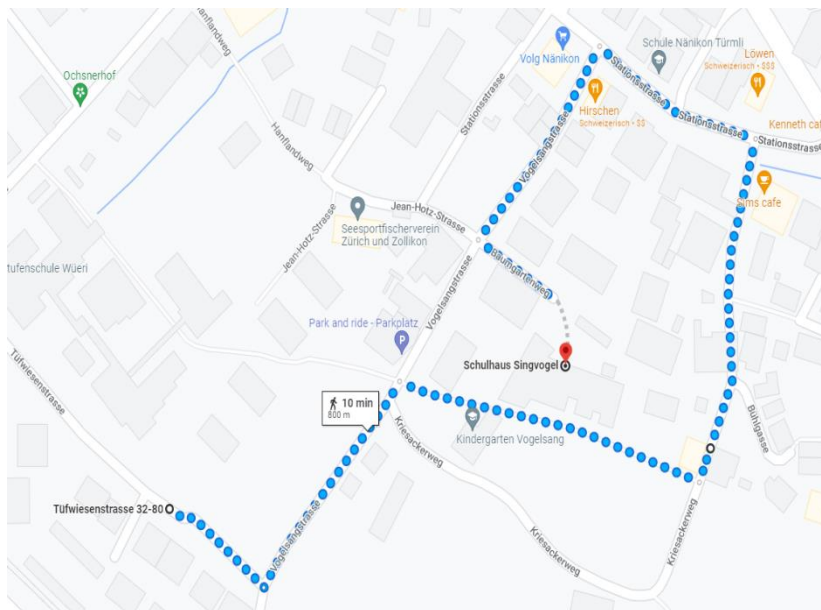 Hanflandweg
Ochsnerhof
Volg Nänikon
Schule Nänikon Türmli
Löwen
Schweizerisch • $$$
Stationsstrasse
Stationsstrasse
Hirschen
Schweizerisch • $$
Stationsstrasse
Kenneth caf
Stationsstrasse
Hanflandweg
Vogelsangstrasse
Sims cafe
Jean-Hotz-Strasse
Seesportfischerverein
Zürich und Zollikon
Jean-Hotz-Strasse
tufenschule Wüeri
Baumgartenweg
Vogelsangstrasse
Park and ride - Parkplatz
P
Tüfwiesenstrasse
Schulhaus Singvogel
10 min
800 m
Kindergarten Vogelsang
Bühlgasse
Kriesackerweg
Tüfwiesenstrasse 32-80
Vogelsangstrasse
Kriesackerweg
Kriesackerweg